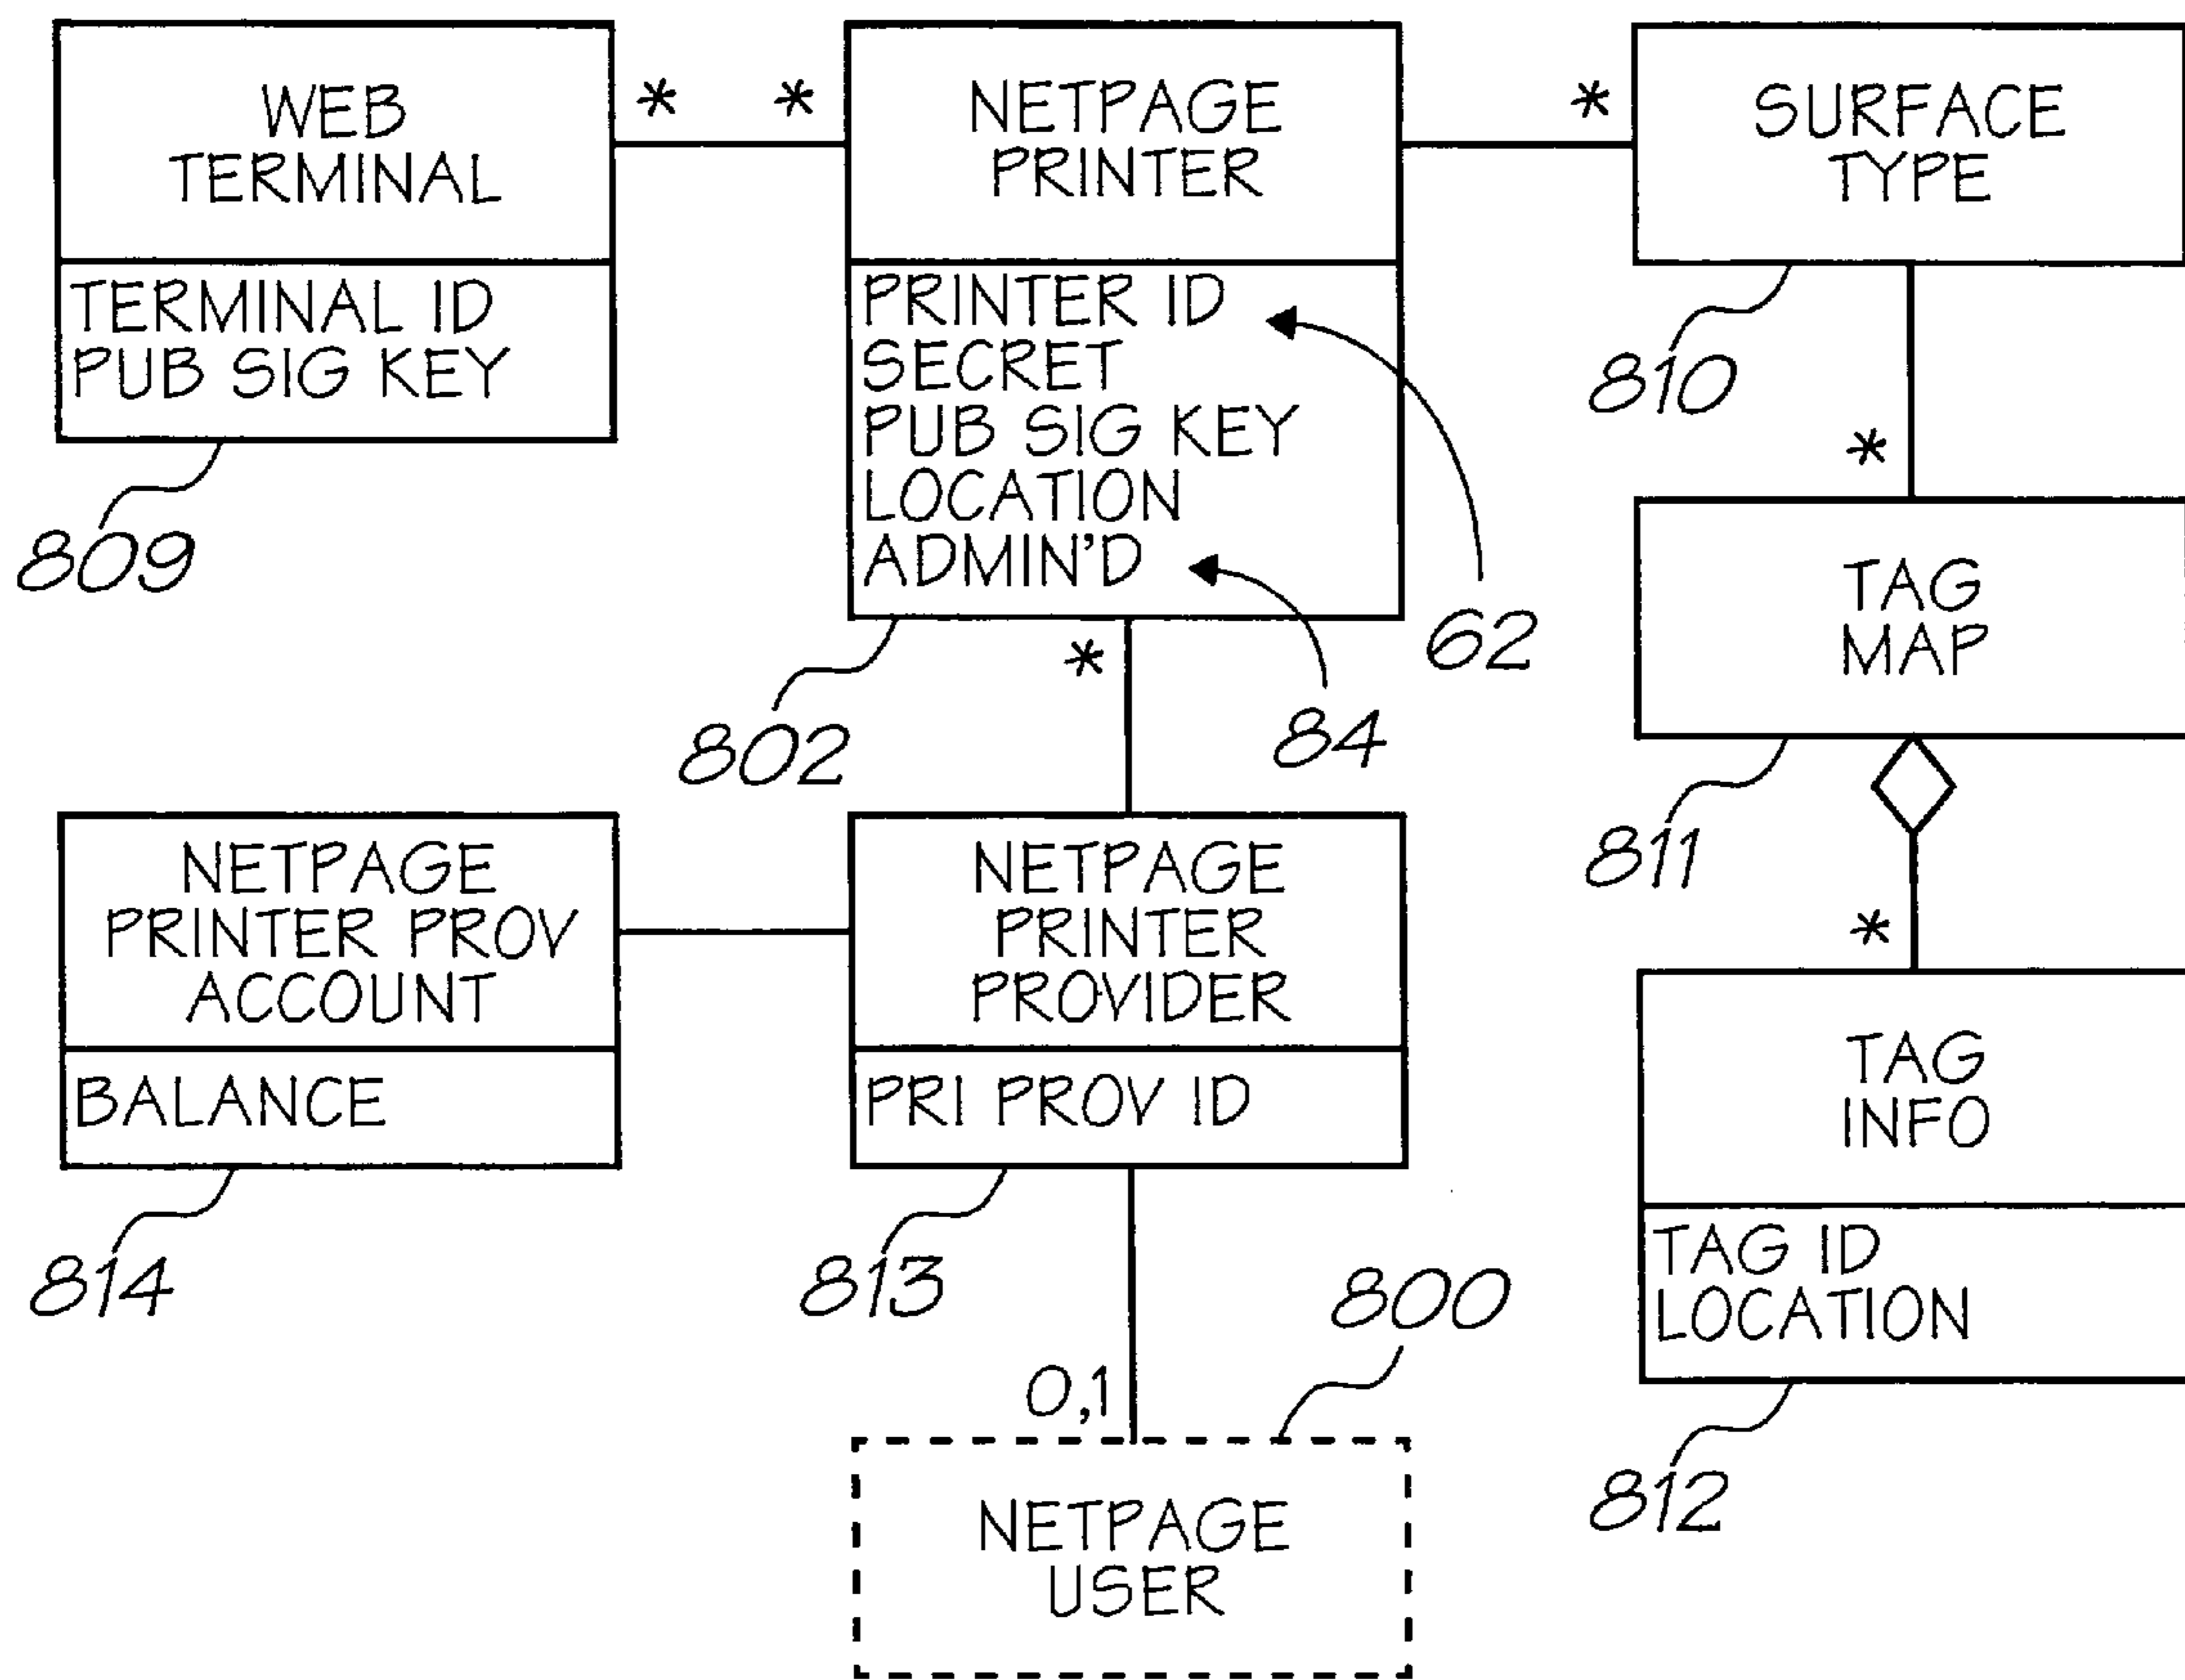 WEB
TERMINAL
TERMINAL ID
PUB SIG KEY
809
*
*
NETPAGE
PRINTER
PRINTER ID
SECRET
PUB SIG KEY
LOCATION
ADMIN'D
62
84
802
*
*
SURFACE
TYPE
810
*
TAG
MAP
811
*
TAG
INFO
TAG ID
LOCATION
812
NETPAGE
PRINTER PROV
ACCOUNT
BALANCE
814
NETPAGE
PRINTER
PROVIDER
PRI PROV ID
813
800
0,1
NETPAGE
USER